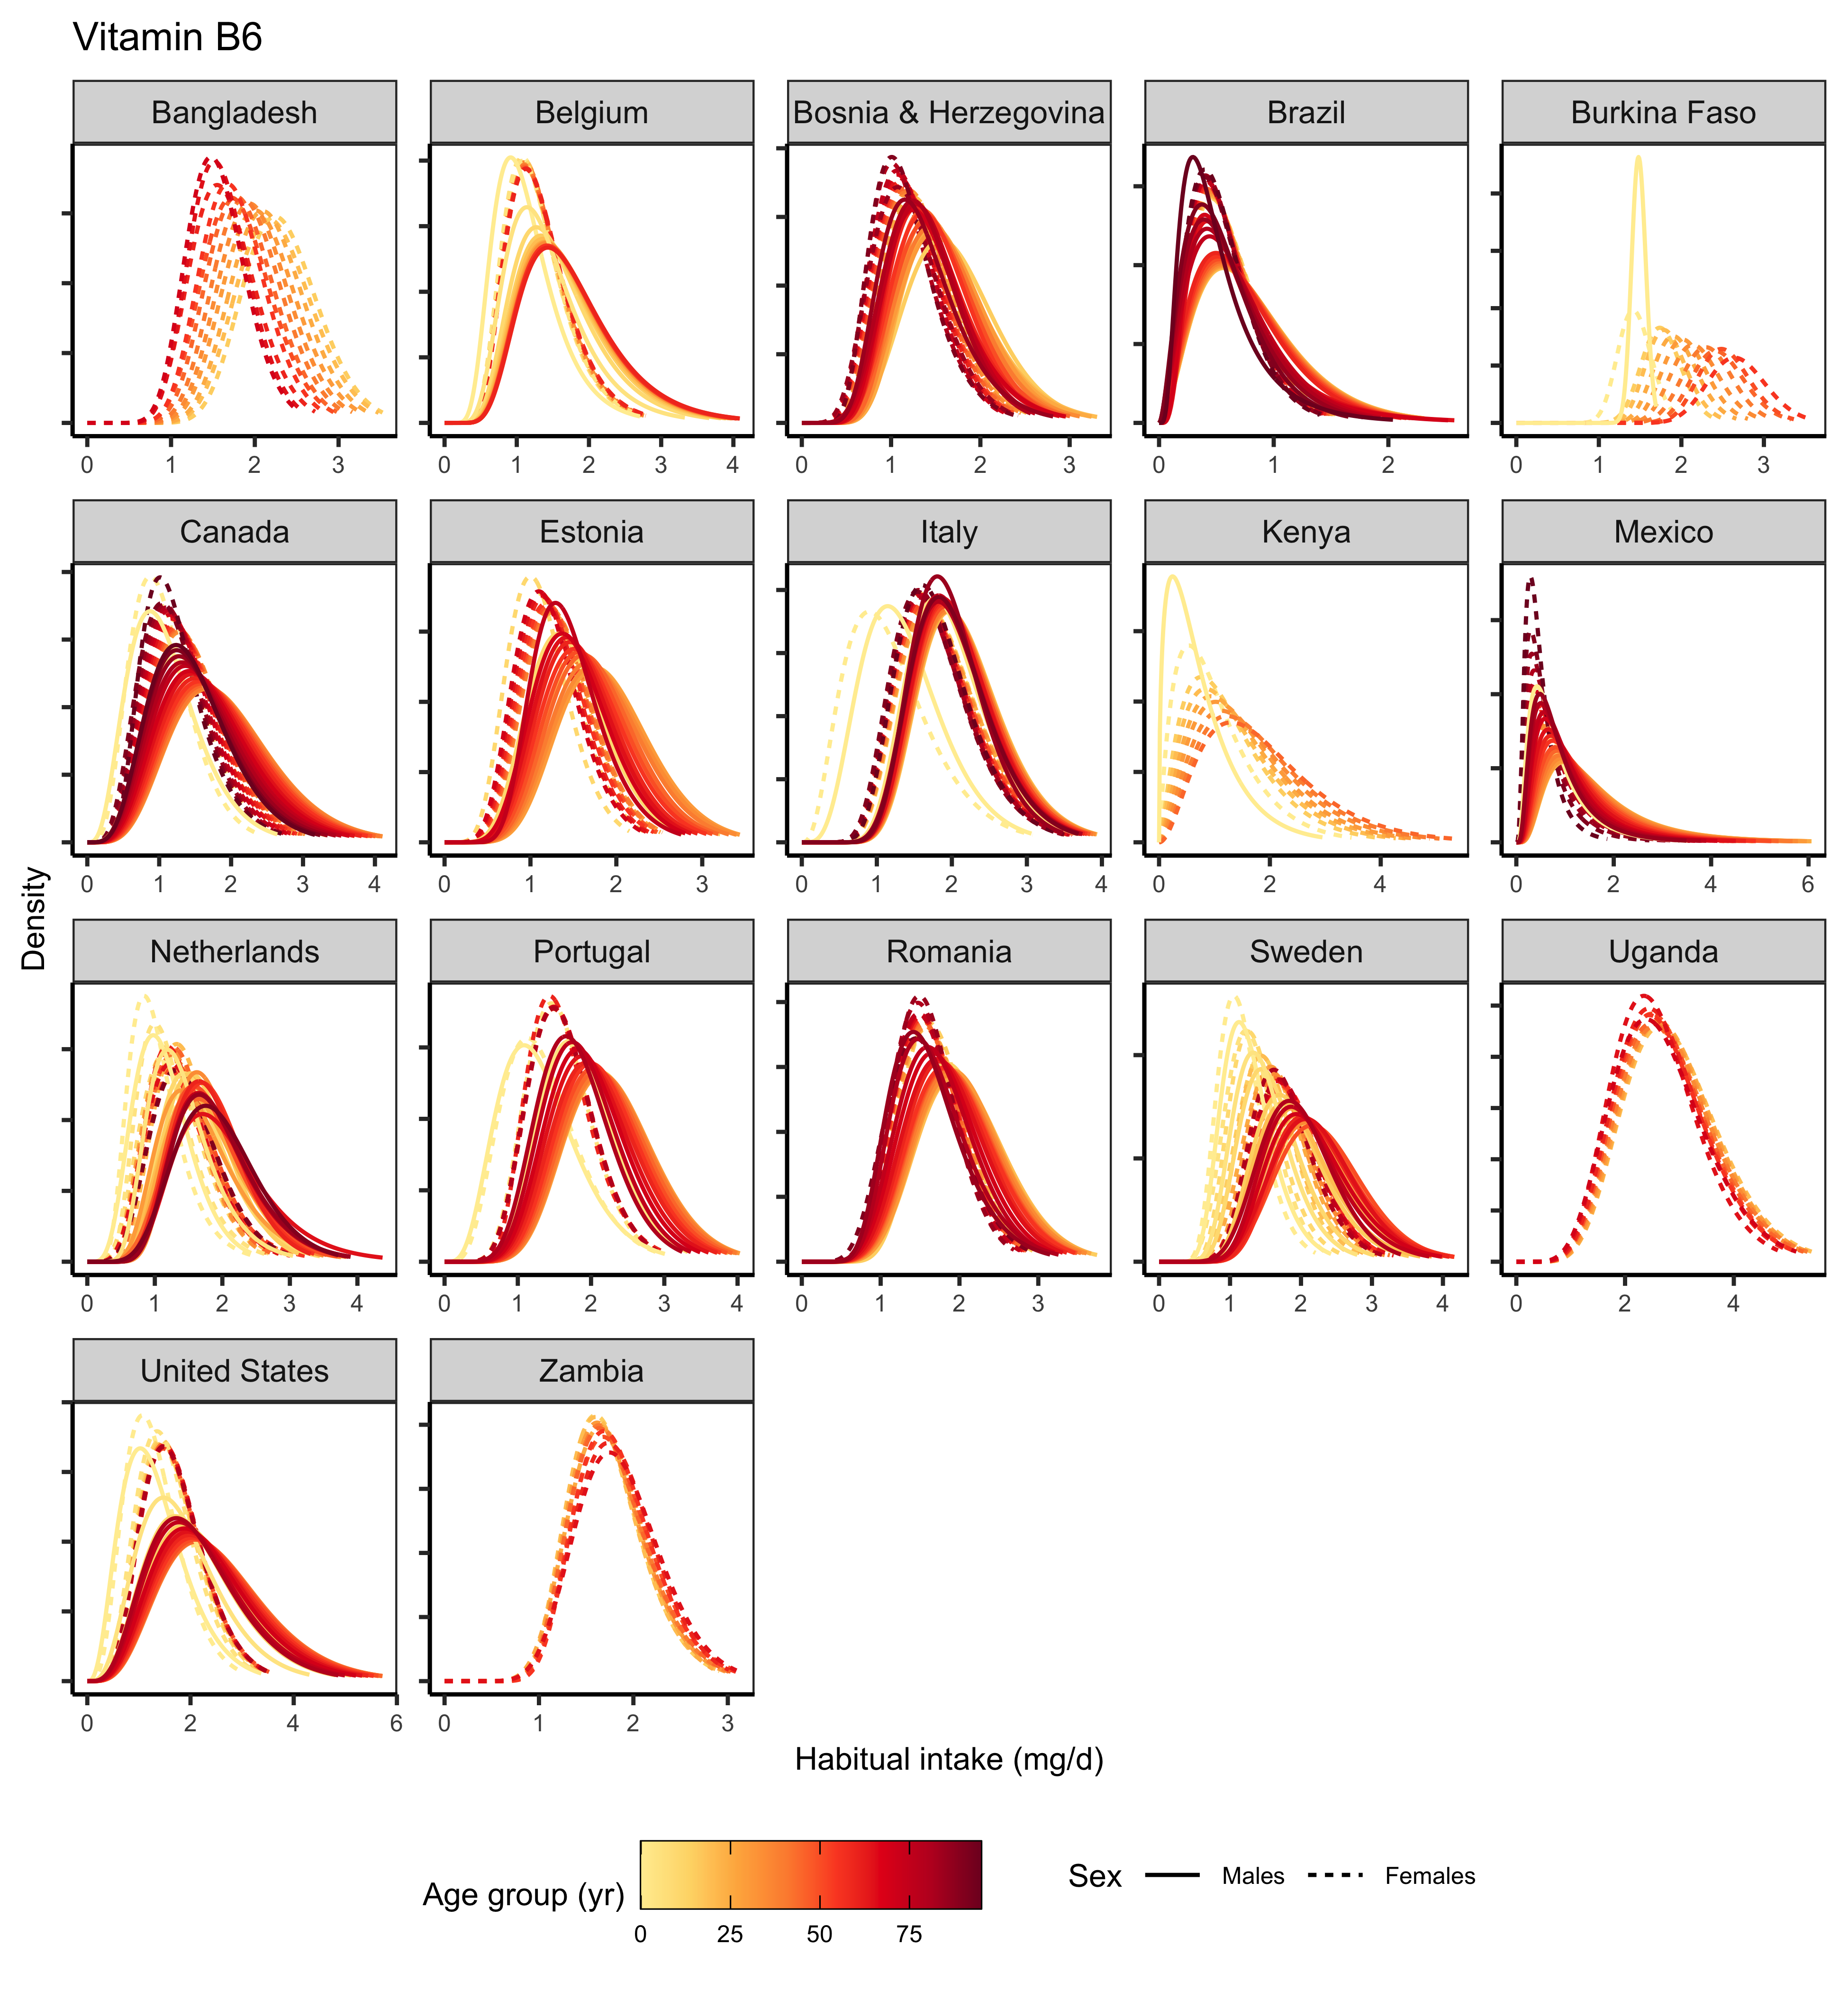 Vitamin B6
Bangladesh Belgium Bosnia & Herzegovina Brazil Burkina Faso
0 1 2 3 0 1 2 3 4 0 1 2 3 0 1 2 0 1 2 3
Canada Estonia Italy Kenya Mexico
0 1 2 3 4 0 1 2 3 0 1 2 3 4 0 2 4 0 2 4 6
Density
Netherlands Portugal Romania Sweden Uganda
0 1 2 3 4 0 1 2 3 4 0 1 2 3 0 1 2 3 4 0 2 4
United States Zambia
0 2 4 6 0 1 2 3
Habitual intake (mg/d)
Age group (yr)
0 25 50 75
Sex Males Females